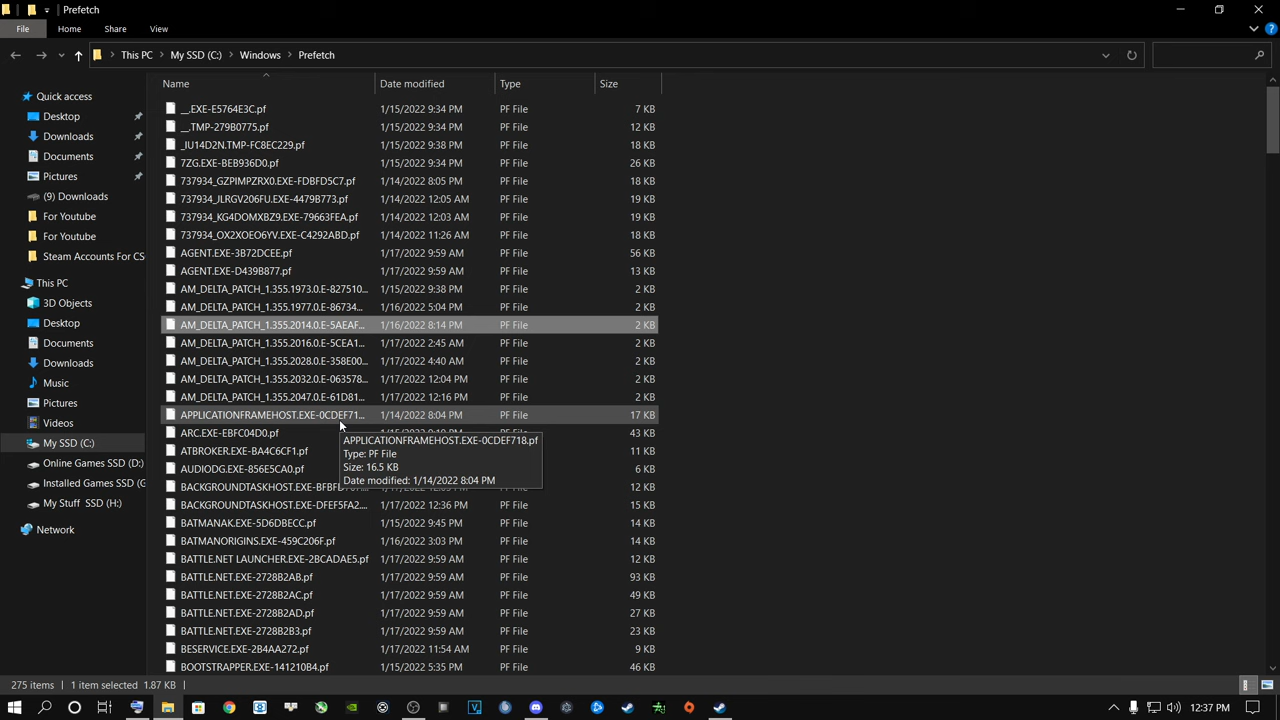 Prefetch
File Home Share View
This PC My SSD (C:) Windows Prefetch
Name Date modified Type Size
Quick access
Desktop
Downloads
Documents
Pictures
(9) Downloads
For Youtube
For Youtube
Steam Accounts For CS
This PC
3D Objects
Desktop
Documents
Downloads
Music
Pictures
Videos
My SSD (C:)
Online Games SSD (D:)
Installed Games SSD (G
My Stuff SSD (H:)
Network
__.EXE-E5764E3C.pf 1/15/2022 9:34 PM PF File 7 KB
__.TMP-279B0775.pf 1/15/2022 9:34 PM PF File 12 KB
_IU14D2N.TMP-FC8EC229.pf 1/15/2022 9:38 PM PF File 18 KB
7ZG.EXE-BEB936D0.pf 1/15/2022 9:34 PM PF File 26 KB
737934_GZPIMPZRX0.EXE-FDBFD5C7.pf 1/14/2022 8:05 PM PF File 18 KB
737934_JLRGV206FU.EXE-4479B773.pf 1/14/2022 12:05 AM PF File 19 KB
737934_KG4DOMXBZ9.EXE-79663FEA.pf 1/14/2022 12:03 AM PF File 19 KB
737934_OX2XOEO6YV.EXE-C4292ABD.pf 1/14/2022 11:26 AM PF File 18 KB
AGENT.EXE-3B72DCEE.pf 1/17/2022 9:59 AM PF File 56 KB
AGENT.EXE-D439B877.pf 1/17/2022 9:59 AM PF File 13 KB
AM_DELTA_PATCH_1.355.1973.0.E-827510... 1/15/2022 9:38 PM PF File 2 KB
AM_DELTA_PATCH_1.355.1977.0.E-86734... 1/16/2022 5:04 PM PF File 2 KB
AM_DELTA_PATCH_1.355.2014.0.E-5AEAF... 1/16/2022 8:14 PM PF File 2 KB
AM_DELTA_PATCH_1.355.2016.0.E-5CEA1... 1/17/2022 2:45 AM PF File 2 KB
AM_DELTA_PATCH_1.355.2028.0.E-358E00... 1/17/2022 4:40 AM PF File 2 KB
AM_DELTA_PATCH_1.355.2032.0.E-063578... 1/17/2022 12:04 PM PF File 2 KB
AM_DELTA_PATCH_1.355.2047.0.E-61D81... 1/17/2022 12:16 PM PF File 2 KB
APPLICATIONFRAMEHOST.EXE-0CDEF71... 1/14/2022 8:04 PM PF File 17 KB
ARC.EXE-EBFC04D0.pf PF File 43 KB
ATBROKER.EXE-BA4C6CF1.pf PF File 11 KB
AUDIODG.EXE-856E5CA0.pf PF File 6 KB
PF File 12 KB
BACKGROUNDTASKHOST.EXE-DFEF5FA2.... 1/17/2022 12:36 PM PF File 15 KB
BATMANAK.EXE-5D6DBECC.pf 1/15/2022 9:45 PM PF File 14 KB
BATMANORIGINS.EXE-459C206F.pf 1/16/2022 3:03 PM PF File 14 KB
BATTLE.NET LAUNCHER.EXE-2BCADAE5.pf 1/17/2022 9:59 AM PF File 12 KB
BATTLE.NET.EXE-2728B2AB.pf 1/17/2022 9:59 AM PF File 93 KB
BATTLE.NET.EXE-2728B2AC.pf 1/17/2022 9:59 AM PF File 49 KB
BATTLE.NET.EXE-2728B2AD.pf 1/17/2022 9:59 AM PF File 27 KB
BATTLE.NET.EXE-2728B2B3.pf 1/17/2022 9:59 AM PF File 23 KB
BESERVICE.EXE-2B4AA272.pf 1/17/2022 11:54 AM PF File 9 KB
BOOTSTRAPPER.EXE-141210B4.pf 1/15/2022 5:35 PM PF File 46 KB
APPLICATIONFRAMEHOST.EXE-0CDEF718.pf
Type: PF File
Size: 16.5 KB
Date modified: 1/14/2022 8:04 PM
275 items 1 item selected 1.87 KB
12:37 PM